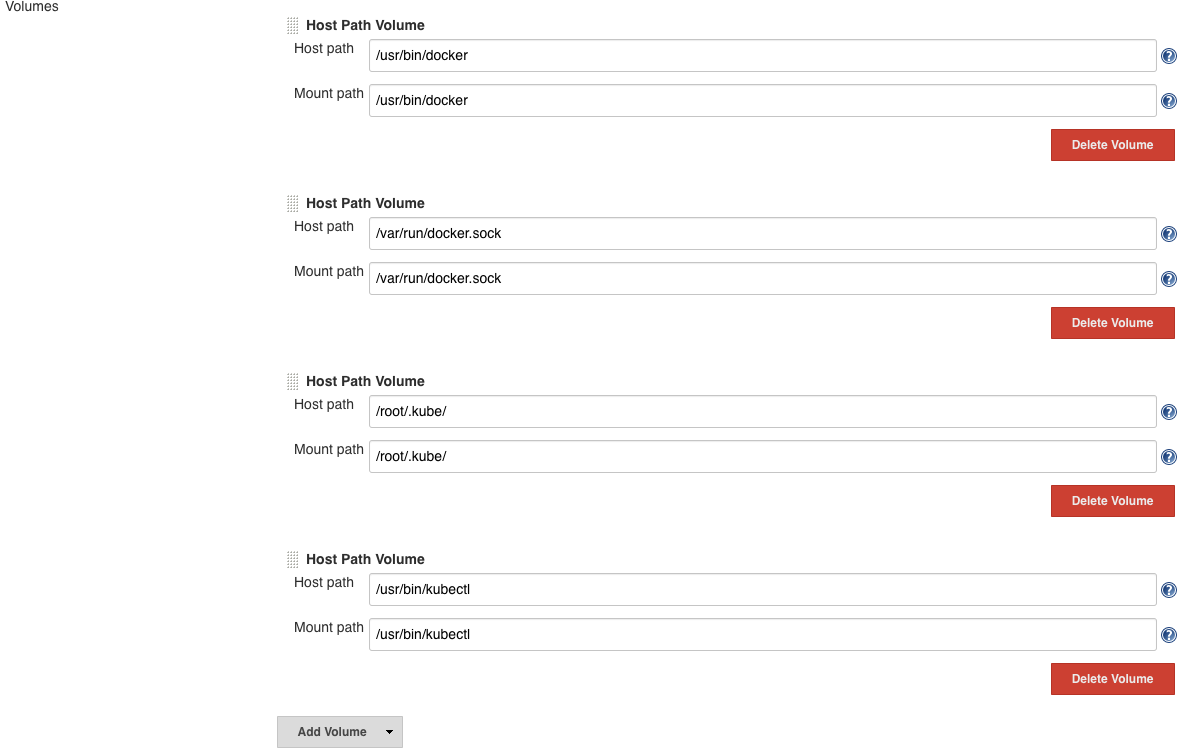 Volumes
Host Path Volume
Host path /usr/bin/docker
Mount path /usr/bin/docker
Delete Volume
Host Path Volume
Host path /var/run/docker.sock
Mount path /var/run/docker.sock
Delete Volume
Host Path Volume
Host path /root/.kube/
Mount path /root/.kube/
Delete Volume
Host Path Volume
Host path /usr/bin/kubectl
Mount path /usr/bin/kubectl
Delete Volume
Add Volume